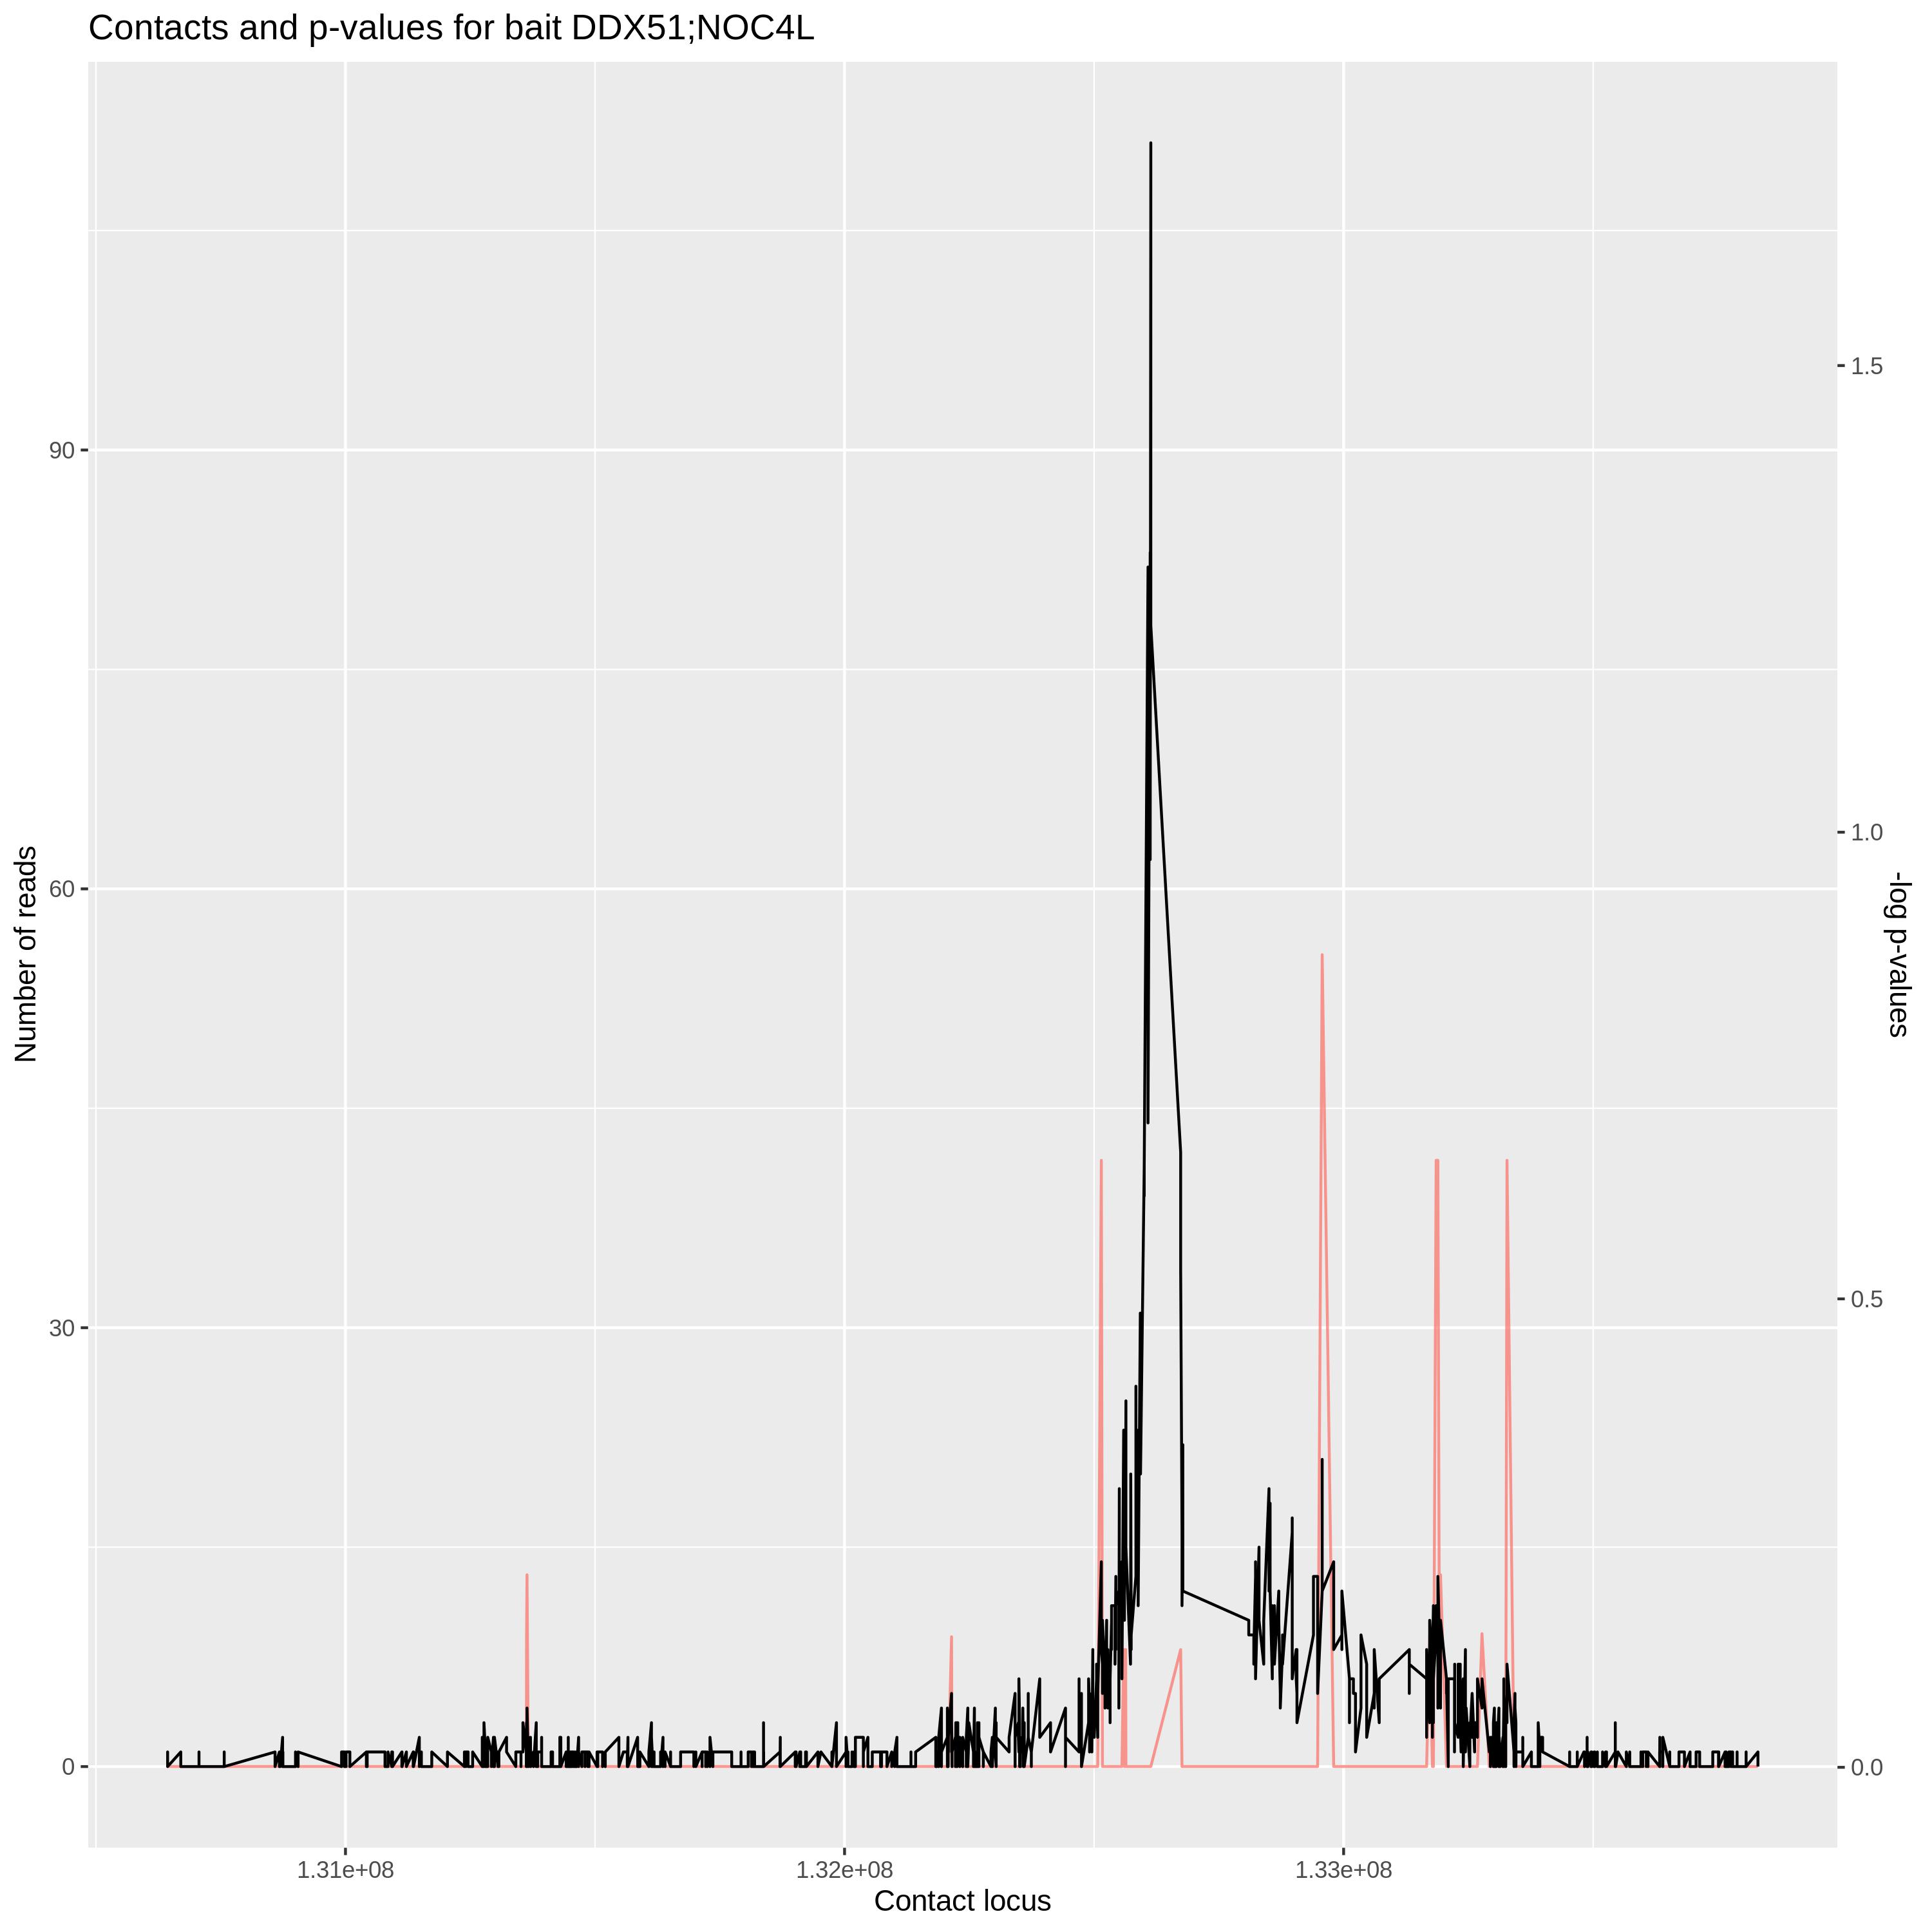 Contacts and p-values for bait DDX51;NOC4L
Number of reads
90
60
30
0
1.5
1.0
0.5
0.0
-log p-values
1.31e+08
1.32e+08
1.33e+08
Contact locus